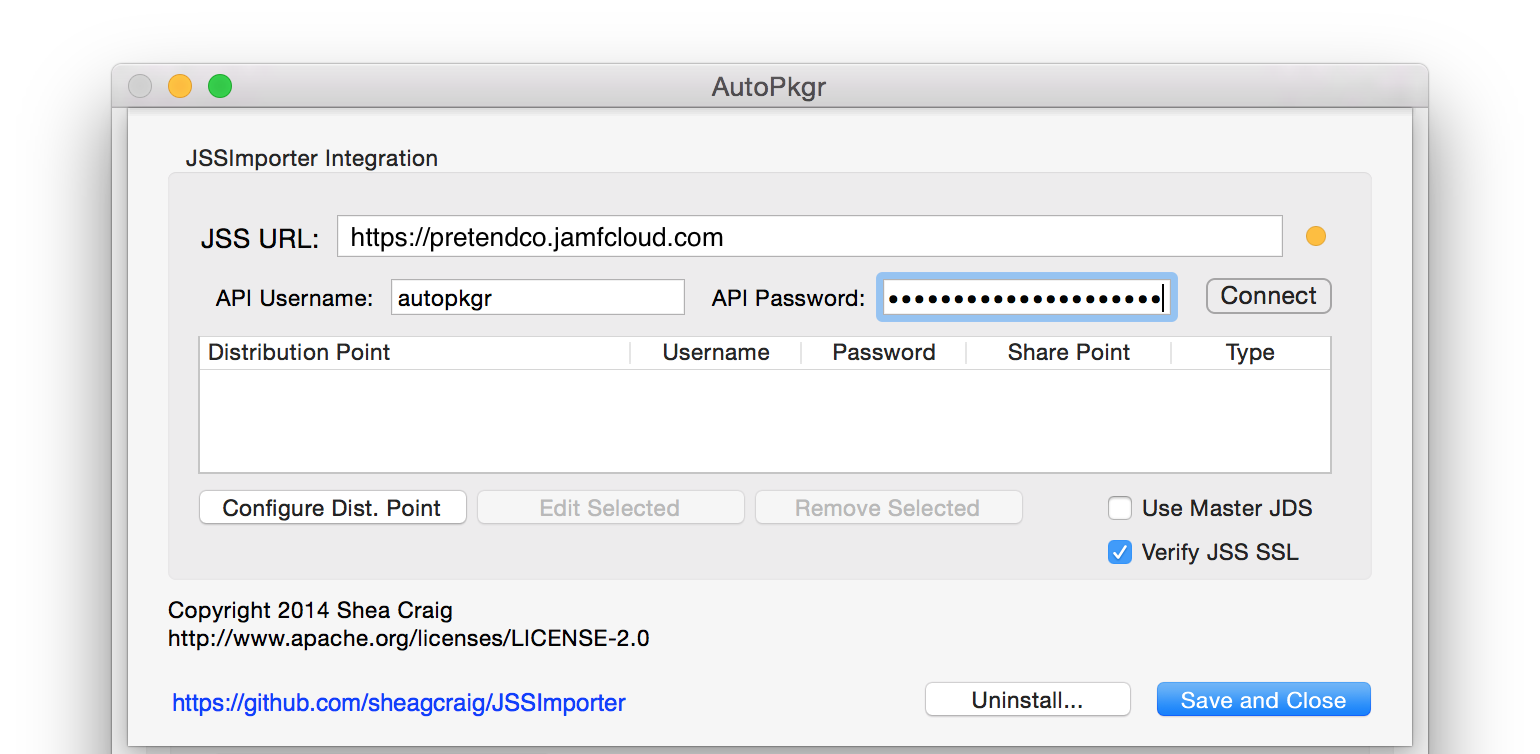 AutoPkgr
JSSImporter Integration
JSS URL: https://pretendco.jamfcloud.com
API Username: autopkgr API Password: ••••••••••••••••••••• Connect
Distribution Point Username Password Share Point Type
Configure Dist. Point Edit Selected Remove Selected Use Master JDS
Verify JSS SSL
Copyright 2014 Shea Craig
http://www.apache.org/licenses/LICENSE-2.0
https://github.com/sheagcraig/JSSImporter Uninstall... Save and Close